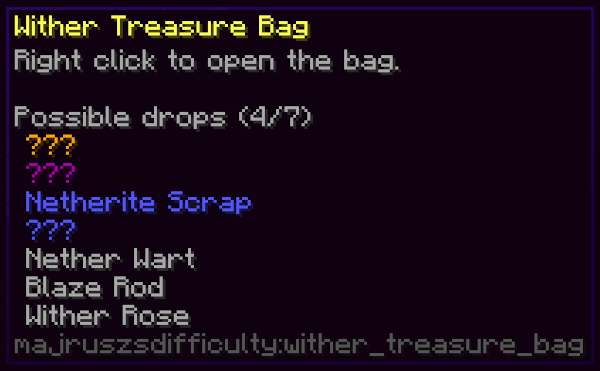 Wither Treasure Bag
Right click to open the bag.
Possible drops (4/7)
???
???
Netherite Scrap
???
Nether Wart
Blaze Rod
Wither Rose
majruszsdifficulty:wither_treasure_bag